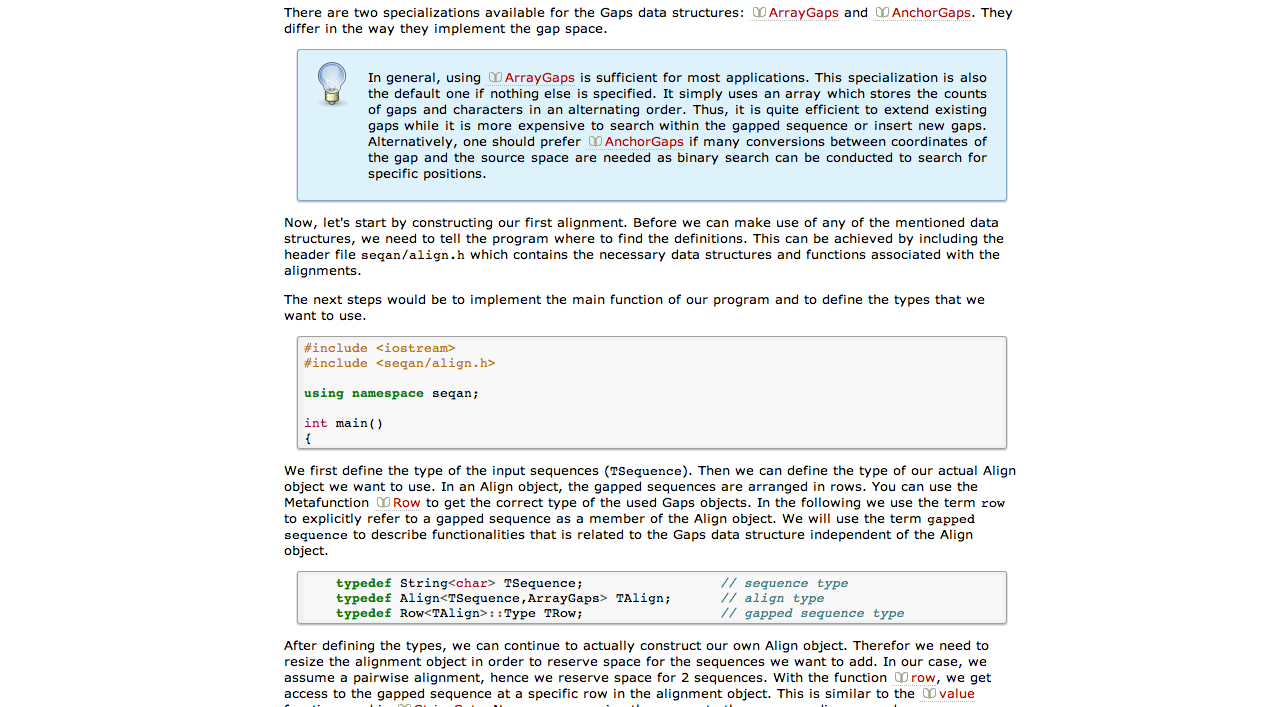 There are two specializations available for the Gaps data structures: ArrayGaps and AnchorGaps. They
differ in the way they implement the gap space.
In general, using ArrayGaps is sufficient for most applications. This specialization is also
the default one if nothing else is specified. It simply uses an array which stores the counts
of gaps and characters in an alternating order. Thus, it is quite efficient to extend existing
gaps while it is more expensive to search within the gapped sequence or insert new gaps.
Alternatively, one should prefer AnchorGaps if many conversions between coordinates of
the gap and the source space are needed as binary search can be conducted to search for
specific positions.
Now, let's start by constructing our first alignment. Before we can make use of any of the mentioned data
structures, we need to tell the program where to find the definitions. This can be achieved by including the
header file seqan/align.h which contains the necessary data structures and functions associated with the
alignments.
The next steps would be to implement the main function of our program and to define the types that we
want to use.
#include <iostream>
#include <seqan/align.h>
using namespace seqan;
int main()
{
We first define the type of the input sequences (TSequence). Then we can define the type of our actual Align
object we want to use. In an Align object, the gapped sequences are arranged in rows. You can use the
Metafunction Row to get the correct type of the used Gaps objects. In the following we use the term row
to explicitly refer to a gapped sequence as a member of the Align object. We will use the term gapped
sequence to describe functionalities that is related to the Gaps data structure independent of the Align
object.
typedef String<char> TSequence; // sequence type
typedef Align<TSequence,ArrayGaps> TAlign; // align type
typedef Row<TAlign>::Type TRow; // gapped sequence type
After defining the types, we can continue to actually construct our own Align object. Therefor we need to
resize the alignment object in order to reserve space for the sequences we want to add. In our case, we
assume a pairwise alignment, hence we reserve space for 2 sequences. With the function row, we get
access to the gapped sequence at a specific row in the alignment object. This is similar to the value